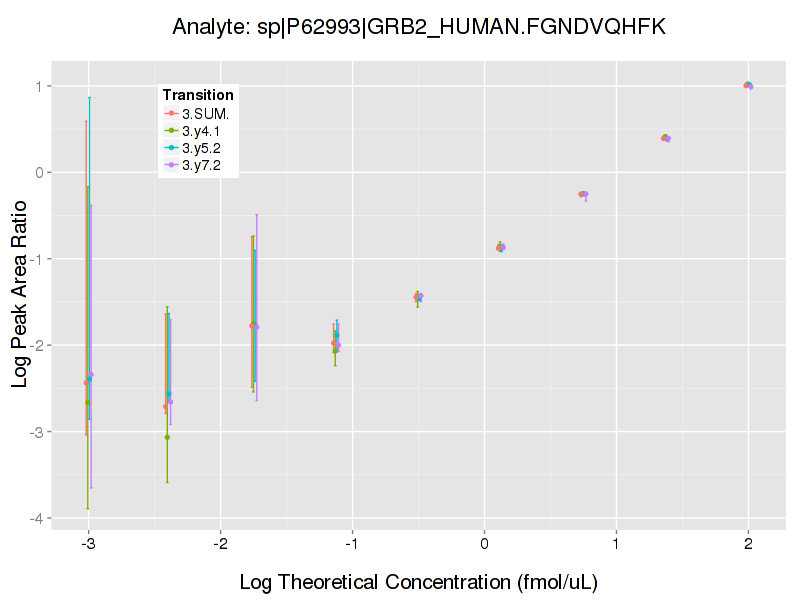 Analyte: sp|P62993|GRB2_HUMAN.FGNDVQHFK
Transition
3.SUM.
3.y4.1
3.y5.2
3.y7.2
Log Peak Area Ratio
1
0
-1
-2
-3
-4
-3 -2 -1 0 1 2
Log Theoretical Concentration (fmol/uL)